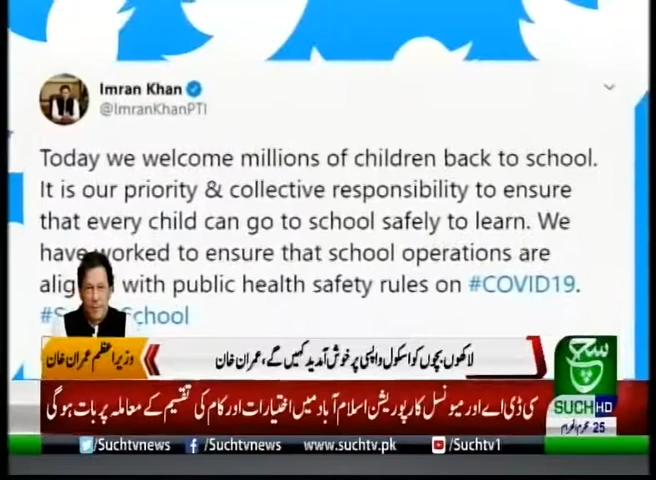 Imran Khan
@ImranKhanPTI
Today we welcome millions of children back to school.
It is our priority & collective responsibility to ensure
that every child can go to school safely to learn. We
have worked to ensure that school operations are
with public health safety rules on #COVID19.
وزیراعظم عمران خان
لاکھوں بچوں کو اسکول واپسی پر خوش آمدید کہیں گے، عمران خان
سچ
SUCH HD
سی ڈی اے اور میونسپل کارپوریشن اسلام آباد میں اختیارات اور کام کی تقسیم کے معاملہ پر بات ہوگی
25 محرم الحرام
/Suchtvnews /Suchtvnews www.suchtv.pk /Suchtv1